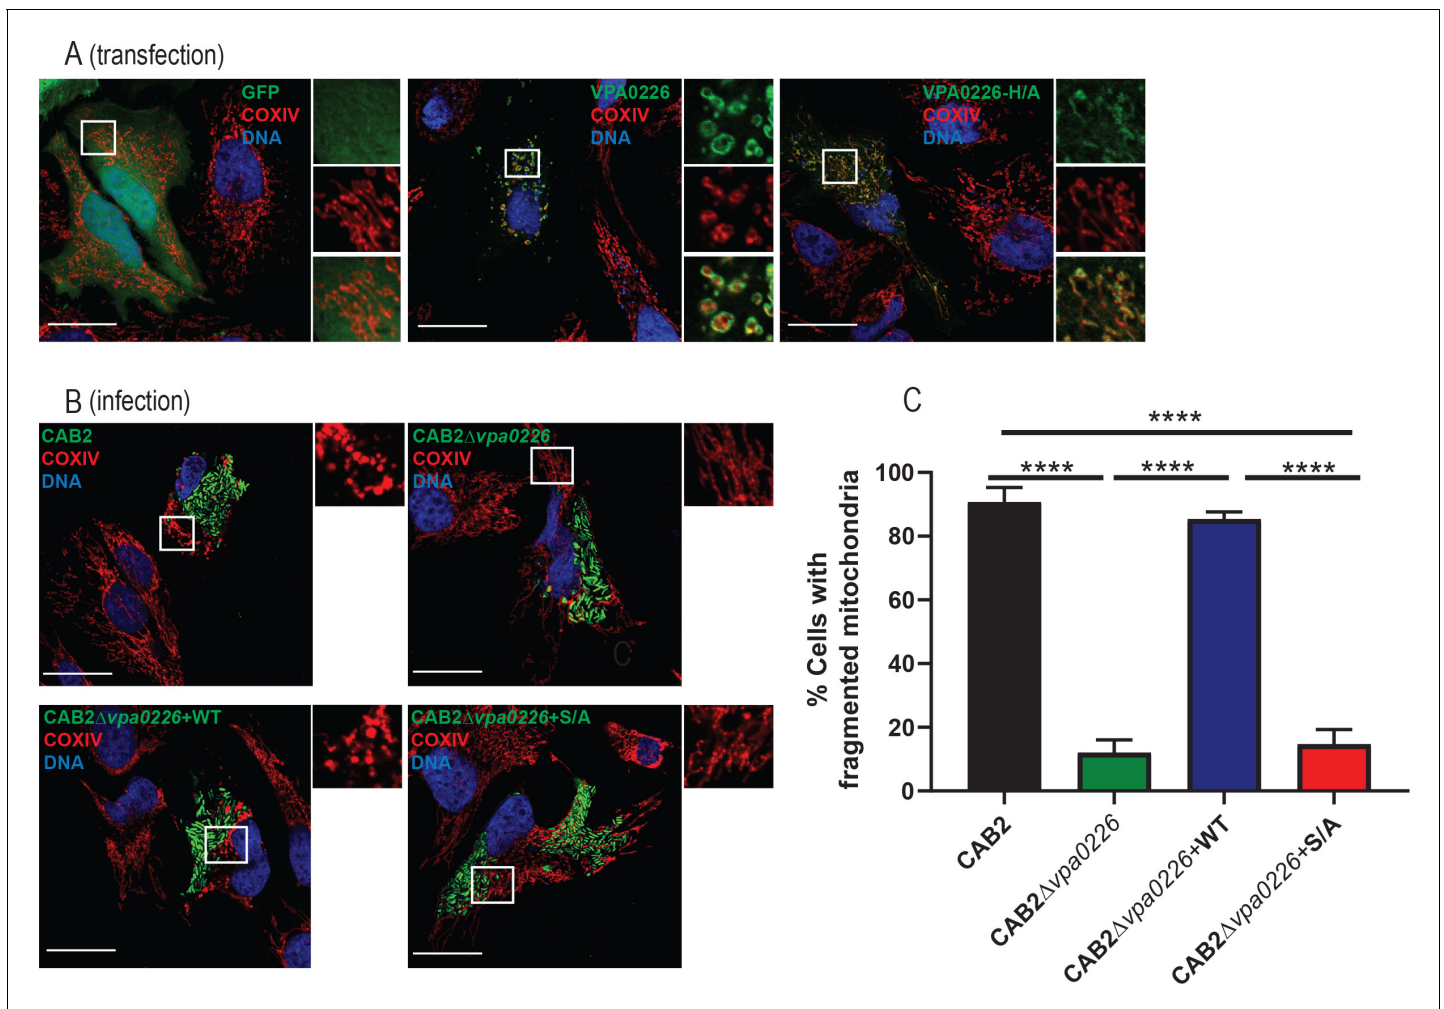 A (transfection)
GFP
COXIV
DNA
VPA0226
COXIV
DNA
VPA0226-H/A
COXIV
DNA
B (infection)
CAB2
COXIV
DNA
CAB2Δvpa0226
COXIV
DNA
C
CAB2Δvpa0226+WT
COXIV
DNA
CAB2Δvpa0226+S/A
COXIV
DNA
C
****
**** **** ****
% Cells with
fragmented mitochondria
100
80
60
40
20
0
CAB2
CAB2Δvpa0226
CAB2Δvpa0226+WT
CAB2Δvpa0226+S/A